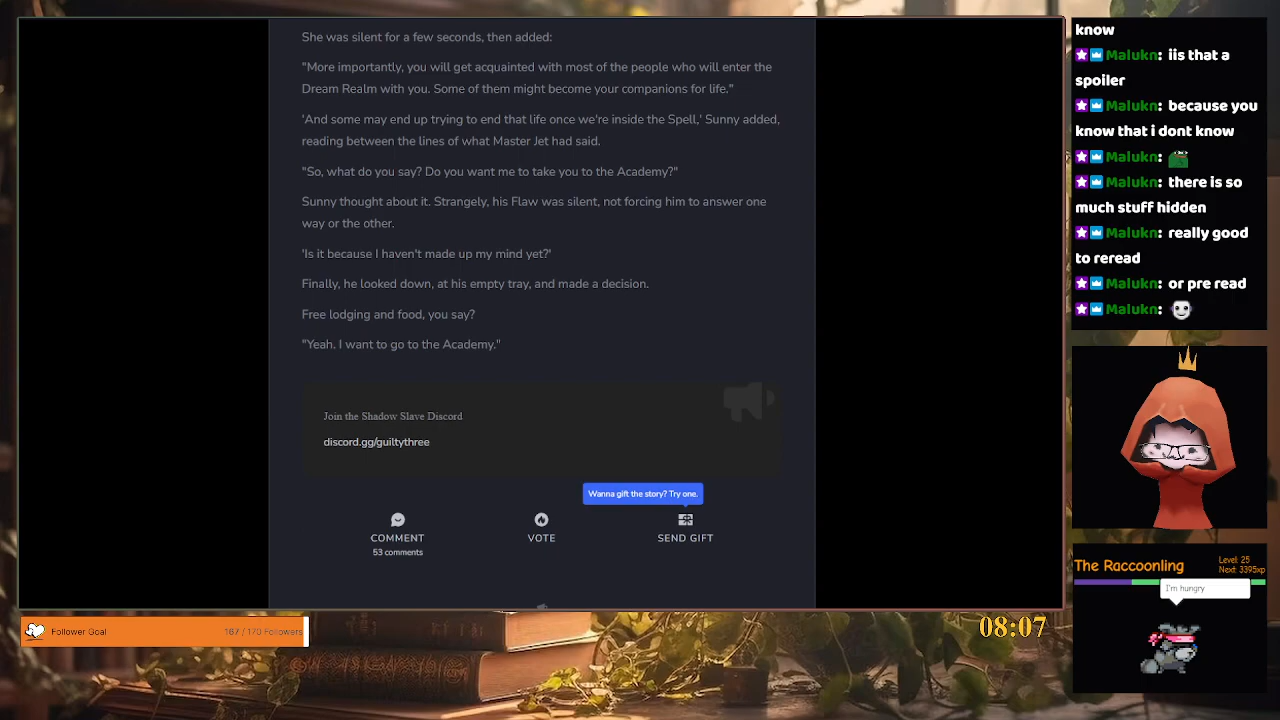 She was silent for a few seconds, then added:
"More importantly, you will get acquainted with most of the people who will enter the
Dream Realm with you. Some of them might become your companions for life."
'And some may end up trying to end that life once we're inside the Spell,' Sunny added,
reading between the lines of what Master Jet had said.
"So, what do you say? Do you want me to take you to the Academy?"
Sunny thought about it. Strangely, his Flaw was silent, not forcing him to answer one
way or the other.
'Is it because I haven't made up my mind yet?'
Finally, he looked down, at his empty tray, and made a decision.
Free lodging and food, you say?
"Yeah. I want to go to the Academy."
Join the Shadow Slave Discord
discord.gg/guiltythree
Wanna gift the story? Try one.
COMMENT
53 comments
VOTE
SEND GIFT
know
Malukn: iis that a
spoiler
Malukn: because you
know that i dont know
Malukn:
Malukn: there is so
much stuff hidden
Malukn: really good
to reread
Malukn: or pre read
Malukn:
The Raccoonling
Level: 25
Next: 3395xp
I'm hungry
Follower Goal
167 / 170 Followers
08:07